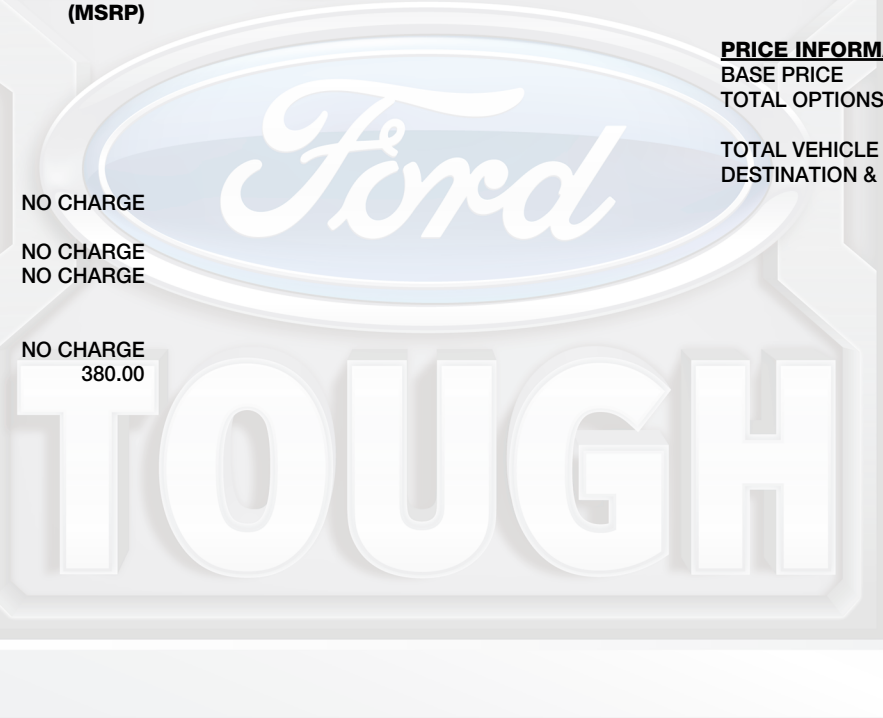 (MSRP)
NO CHARGE
NO CHARGE
NO CHARGE
NO CHARGE
380.00
PRICE INFORMA
BASE PRICE
TOTAL OPTIONS
TOTAL VEHICLE
DESTINATION &
Ford
TOUGH